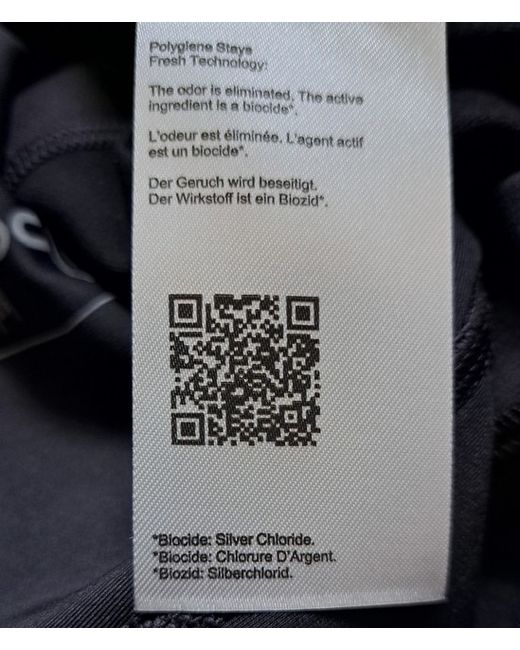 Polygiene Stays
Fresh Technology:
The odor is eliminated. The active
ingredient is a biocide*.
L'odeur est éliminée. L'agent actif
est un biocide*.
Der Geruch wird beseitigt.
Der Wirkstoff ist ein Biozid*.
*Biocide: Silver Chloride.
*Biocide: Chlorure D'Argent.
*Biozid: Silberchlorid.